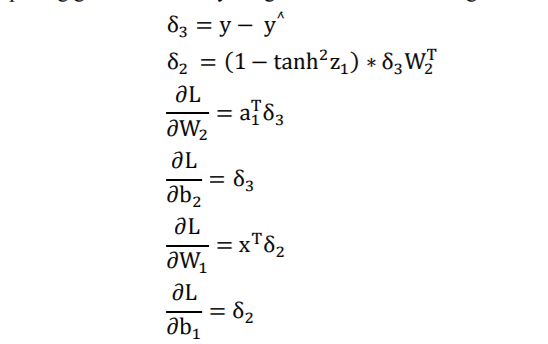 δ₃ = y − y^
δ₂ = (1 − tanh²z₁) ∗ δ₃W₂ᵀ
∂L/∂W₂ = a₁ᵀδ₃
∂L/∂b₂ = δ₃
∂L/∂W₁ = xᵀδ₂
∂L/∂b₁ = δ₂